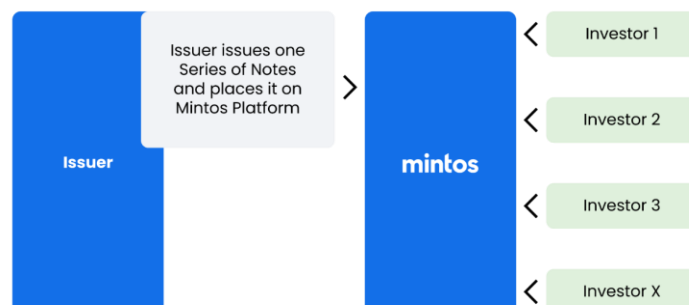 Issuer issues one
Series of Notes
and places it on
Mintos Platform
Issuer
mintos
Investor 1
Investor 2
Investor 3
Investor X